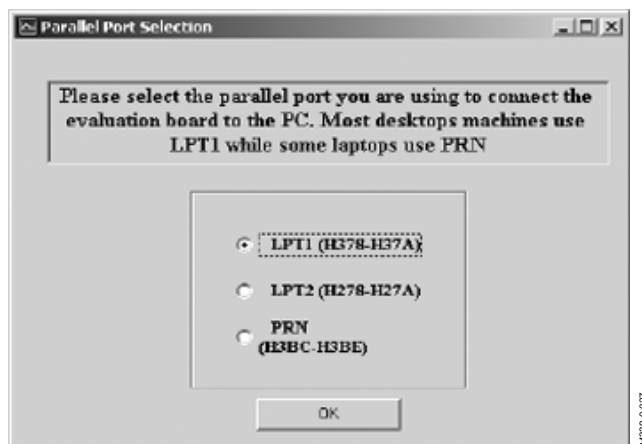 Parallel Port Selection
Please select the parallel port you are using to connect the
evaluation board to the PC. Most desktops machines use
LPT1 while some laptops use PRN
LPT1 (H378-H37A)
LPT2 (H278-H27A)
PRN
(H3BC-H3BE)
OK